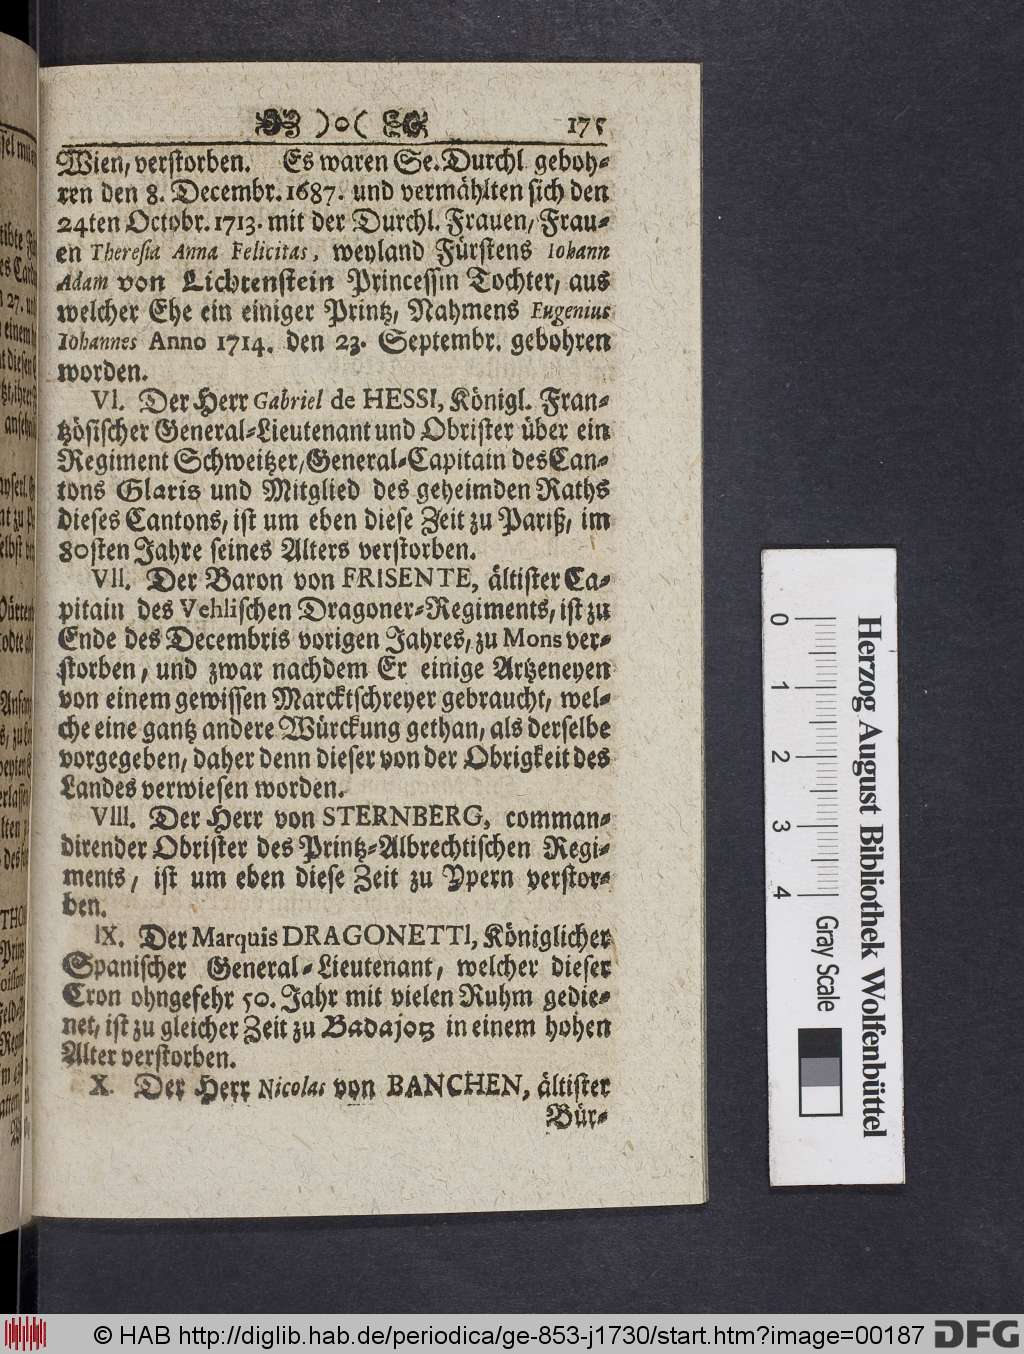 )o( 175
Wien, verstorben. Es waren Se. Durchl. geboh-
ren den 8. Decembr. 1687. und vermählten sich den
24ten Octobr. 1713. mit der Durchl. Frauen, Frau-
en Theresia Anna Felicitas, weyland Fürstens Iohann
Adam von Lichtenstein Princessin Tochter, aus
welcher Ehe ein einiger Printz, Nahmens Eugenius
Iohannes Anno 1714. den 23. Septembr. gebohren
worden.
VI. Der Herr Gabriel de HESSI, Königl. Fran-
tzösischer General-Lieutenant und Obrister über ein
Regiment Schweitzer, General-Capitain des Can-
tons Glaris und Mitglied des geheimden Raths
dieses Cantons, ist um eben diese Zeit zu Pariß, im
80sten Jahre seines Alters verstorben.
VII. Der Baron von FRISENTE, ältister Ca-
pitain des Vehlischen Dragoner-Regiments, ist zu
Ende des Decembris vorigen Jahres, zu Mons ver-
storben, und zwar nachdem Er einige Artzeneyen
von einem gewissen Marcktschreyer gebraucht, wel-
che eine gantz andere Würckung gethan, als derselbe
vorgegeben, daher denn dieser von der Obrigkeit des
Landes verwiesen worden.
VIII. Der Herr von STERNBERG, comman-
dirender Obrister des Printz-Albrechtischen Regi-
ments, ist um eben diese Zeit zu Ypern verstor-
ben.
IX. Der Marquis DRAGONETTI, Königlicher
Spanischer General-Lieutenant, welcher dieser
Cron ohngefehr 50. Jahr mit vielen Ruhm gedie-
net, ist zu gleicher Zeit zu Badajotz in einem hohen
Alter verstorben.
X. Der Herr Nicolas von BANCHEN, ältister
Bür-
0 1 2 3 4 Gray Scale
Herzog August Bibliothek Wolfenbüttel
© HAB http://diglib.hab.de/periodica/ge-853-j1730/start.htm?image=00187 DFG